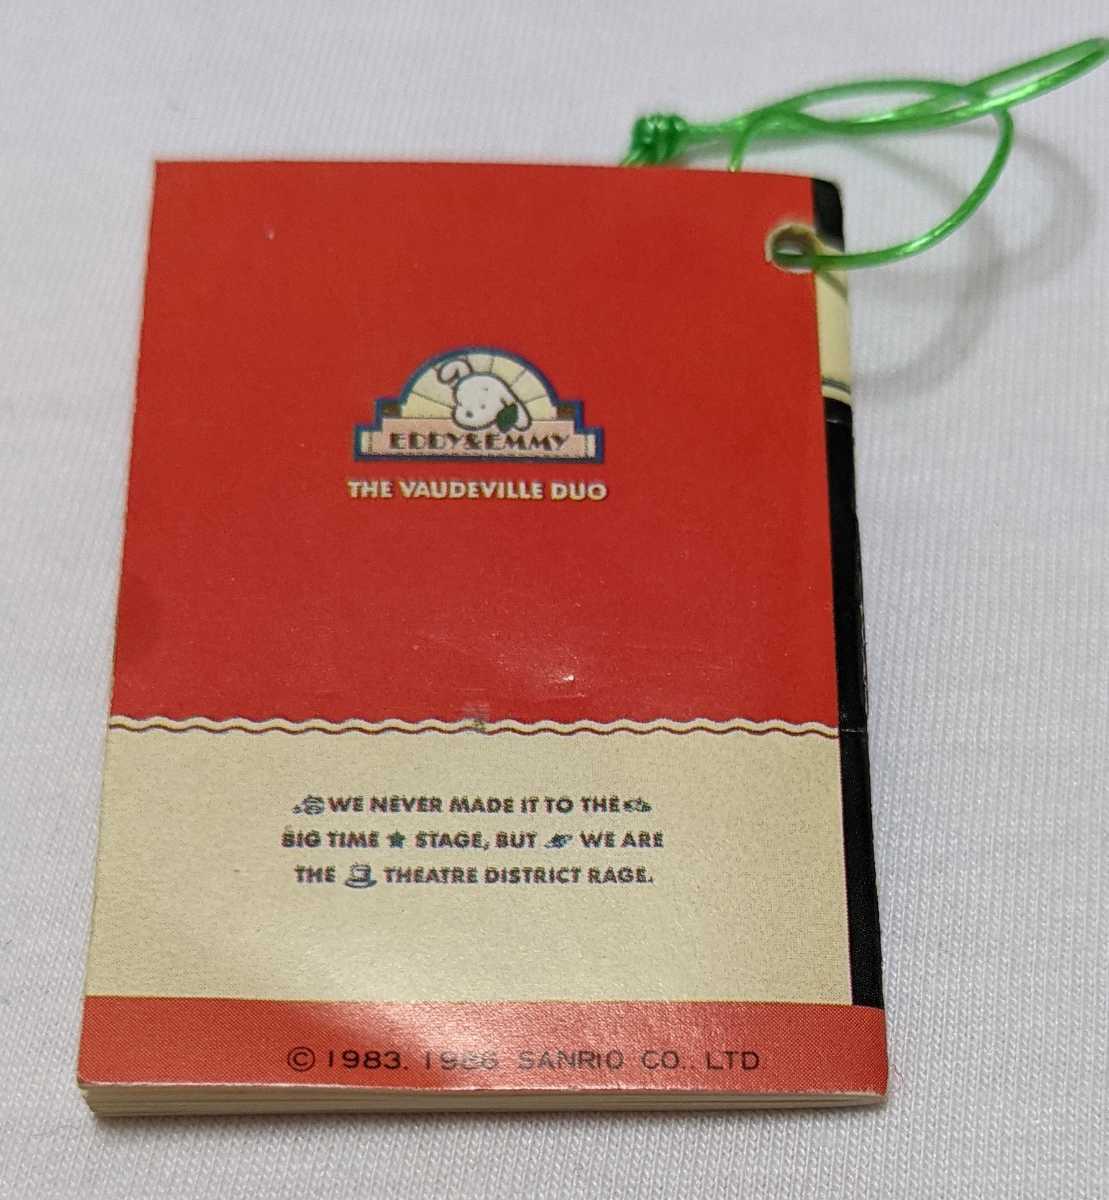 EDDY&EMMY
THE VAUDEVILLE DUO
WE NEVER MADE IT TO THE
BIG TIME ★ STAGE, BUT WE ARE
THE THEATRE DISTRICT RAGE.
© 1983. 1986 SANRIO CO., LTD